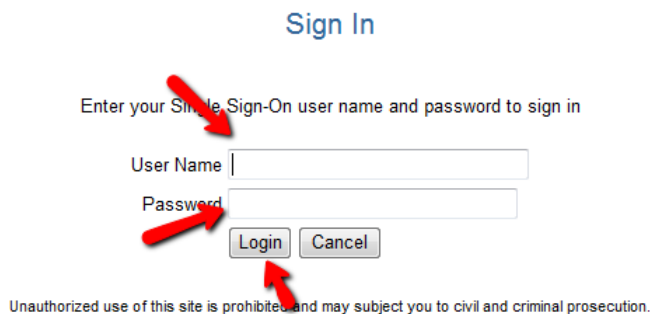 Sign In
Enter your Single Sign-On user name and password to sign in
User Name
Password
Login Cancel
Unauthorized use of this site is prohibited and may subject you to civil and criminal prosecution.